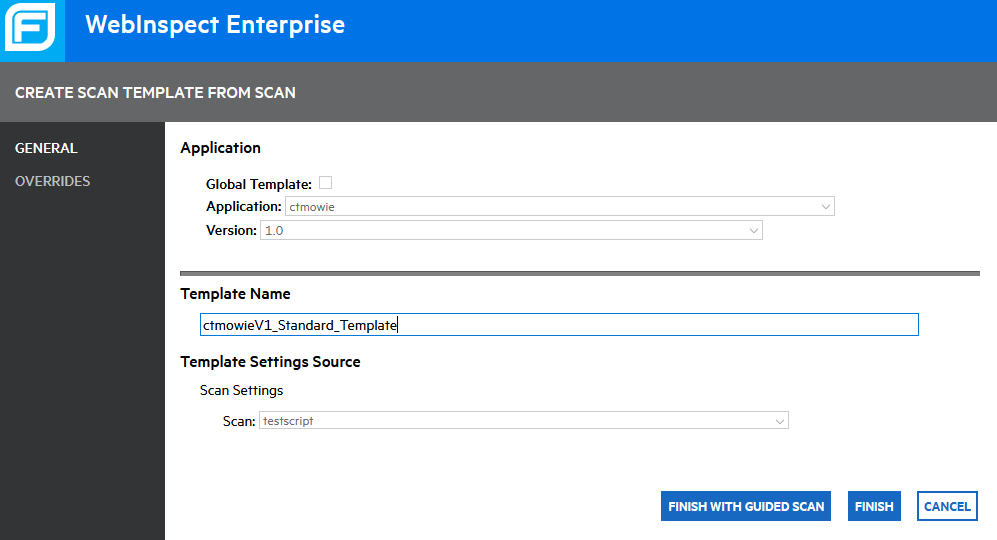 WebInspect Enterprise
CREATE SCAN TEMPLATE FROM SCAN
GENERAL
OVERRIDES
Application
Global Template:
Application: ctmowie
Version: 1.0
Template Name
ctmowieV1_Standard_Template
Template Settings Source
Scan Settings
Scan: testscript
FINISH WITH GUIDED SCAN FINISH CANCEL